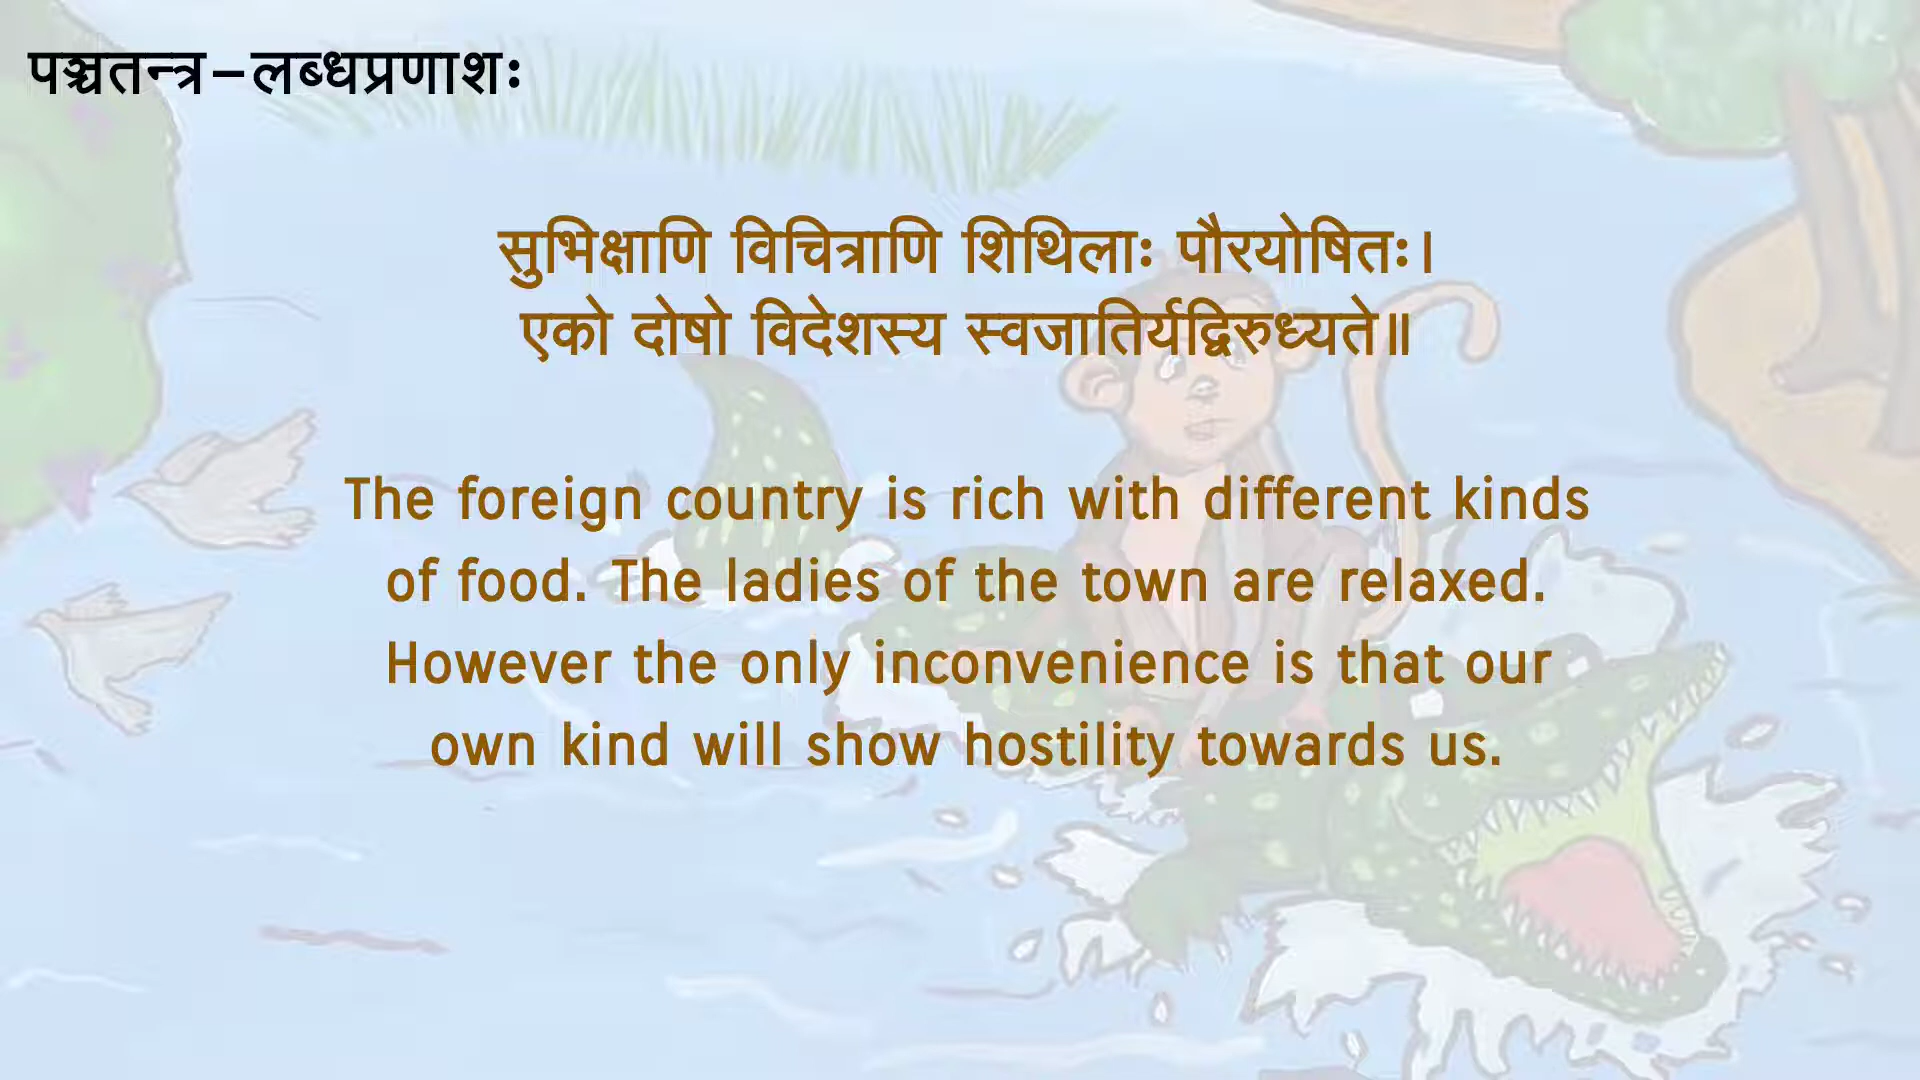 पञ्चतन्त्र-लब्धप्रणाशः
सुभिक्षाणि विचित्राणि शिथिलाः पौरयोषितः।
एको दोषो विदेशस्य स्वजातिर्यद्विरुध्यते॥
The foreign country is rich with different kinds
of food. The ladies of the town are relaxed.
However the only inconvenience is that our
own kind will show hostility towards us.